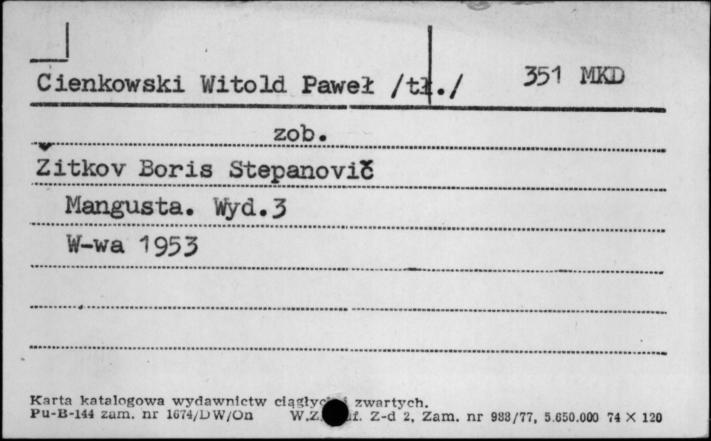 Cienkowski Witold Paweł /tł./ 351 MKD
zob.
Žitkov Boris Stepanovič
Mangusta. Wyd.3
W-wa 1953
Karta katalogowa wydawnictw ciągłych i zwartych.
Pu-B-144 zam. nr 1674/DW/On W.Z. Z-d 2, Zam. nr 988/77, 5.650.000 74 X 120